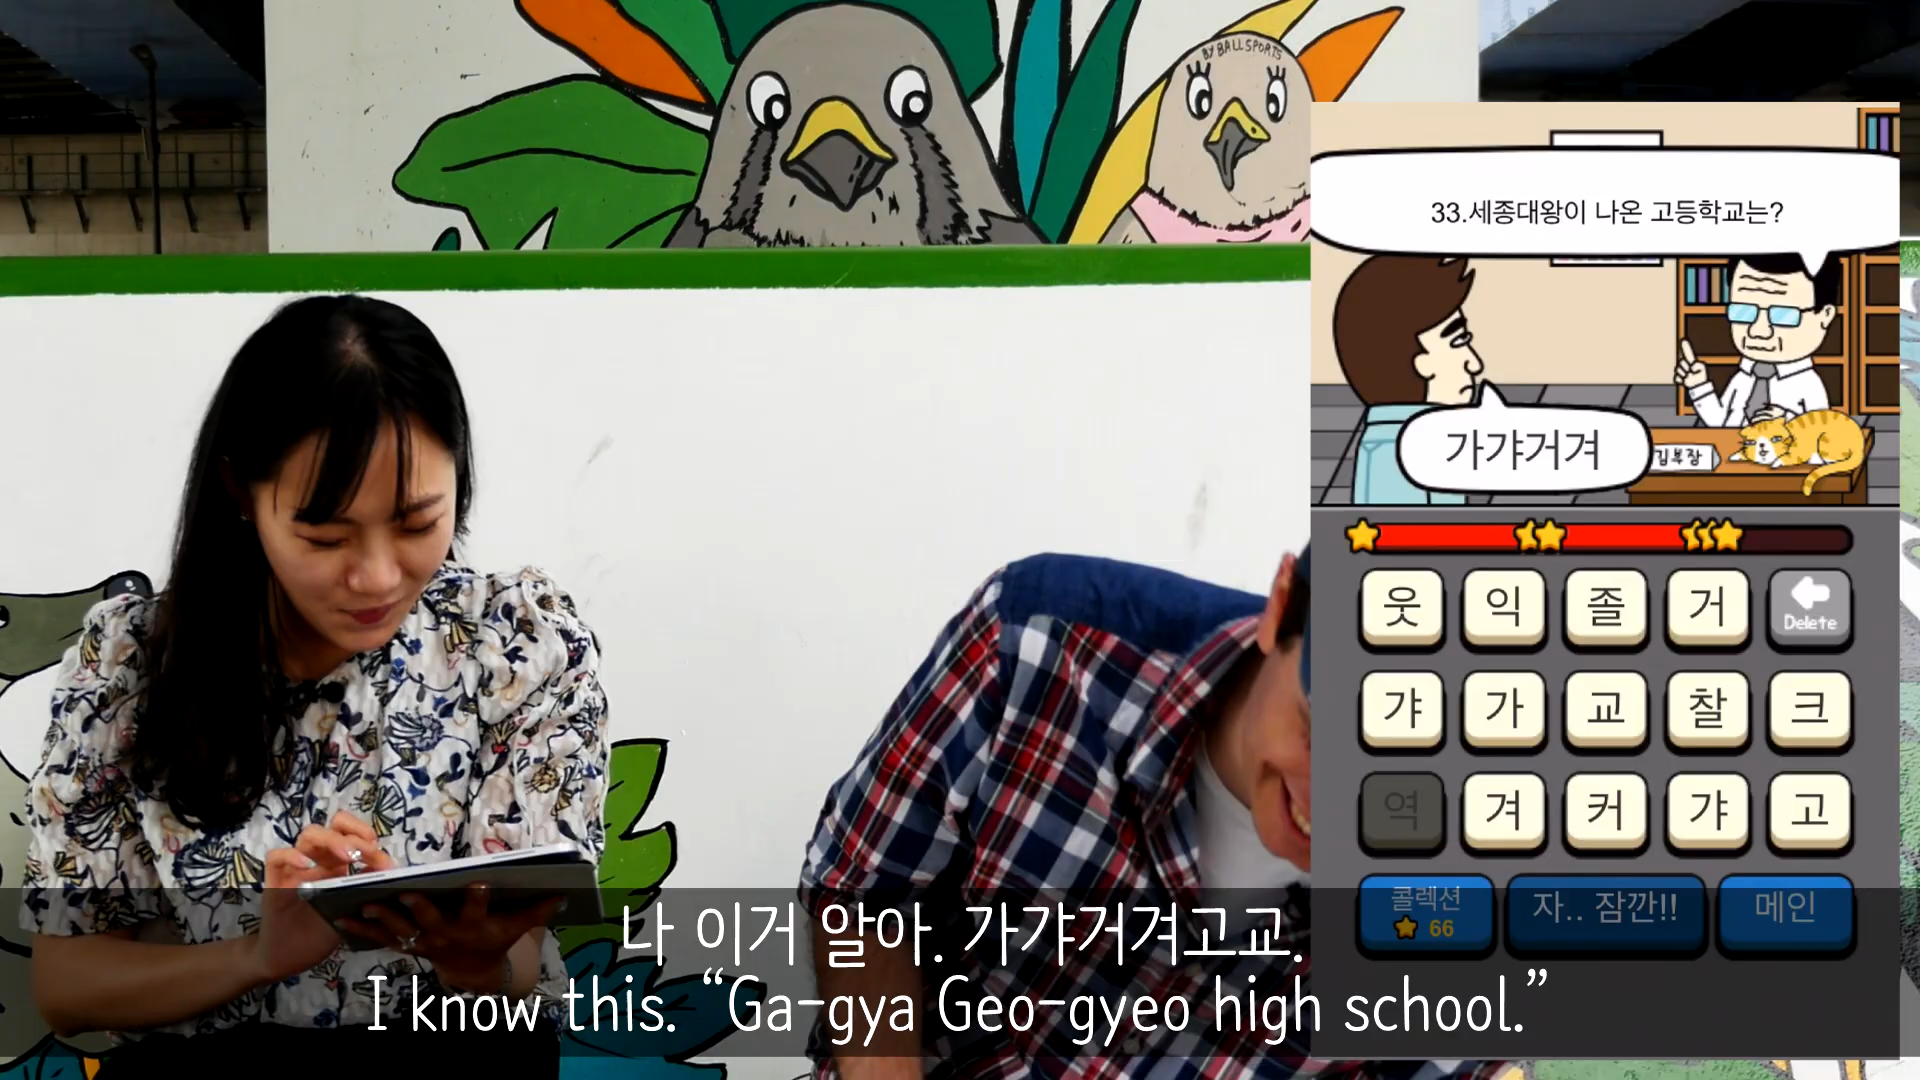 BY BALLSPORTS
33.세종대왕이 나온 고등학교는?
가갸거겨
김부장
웃 익 졸 거 Delete
갸 가 교 찰 크
역 겨 커 갸 고
콜렉션
66
자.. 잠깐!!
메인
나 이거 알아. 가갸거겨고교.
I know this. “Ga-gya Geo-gyeo high school.”